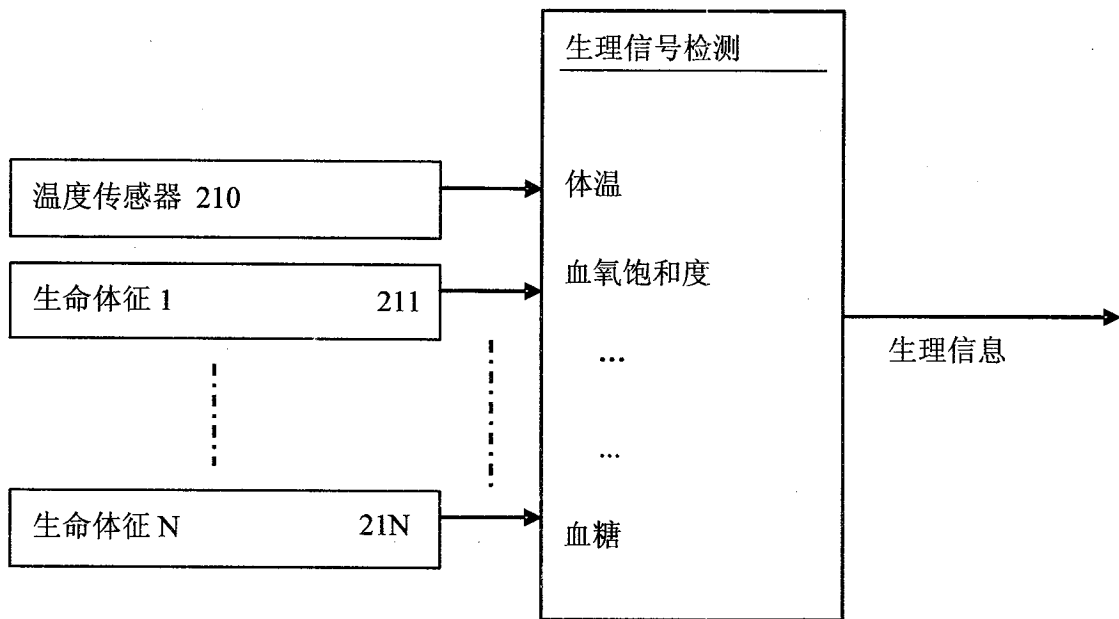 生理信号检测
温度传感器 210
体温
生命体征 1 211
血氧饱和度
...
生理信息
...
生命体征 N 21N
血糖